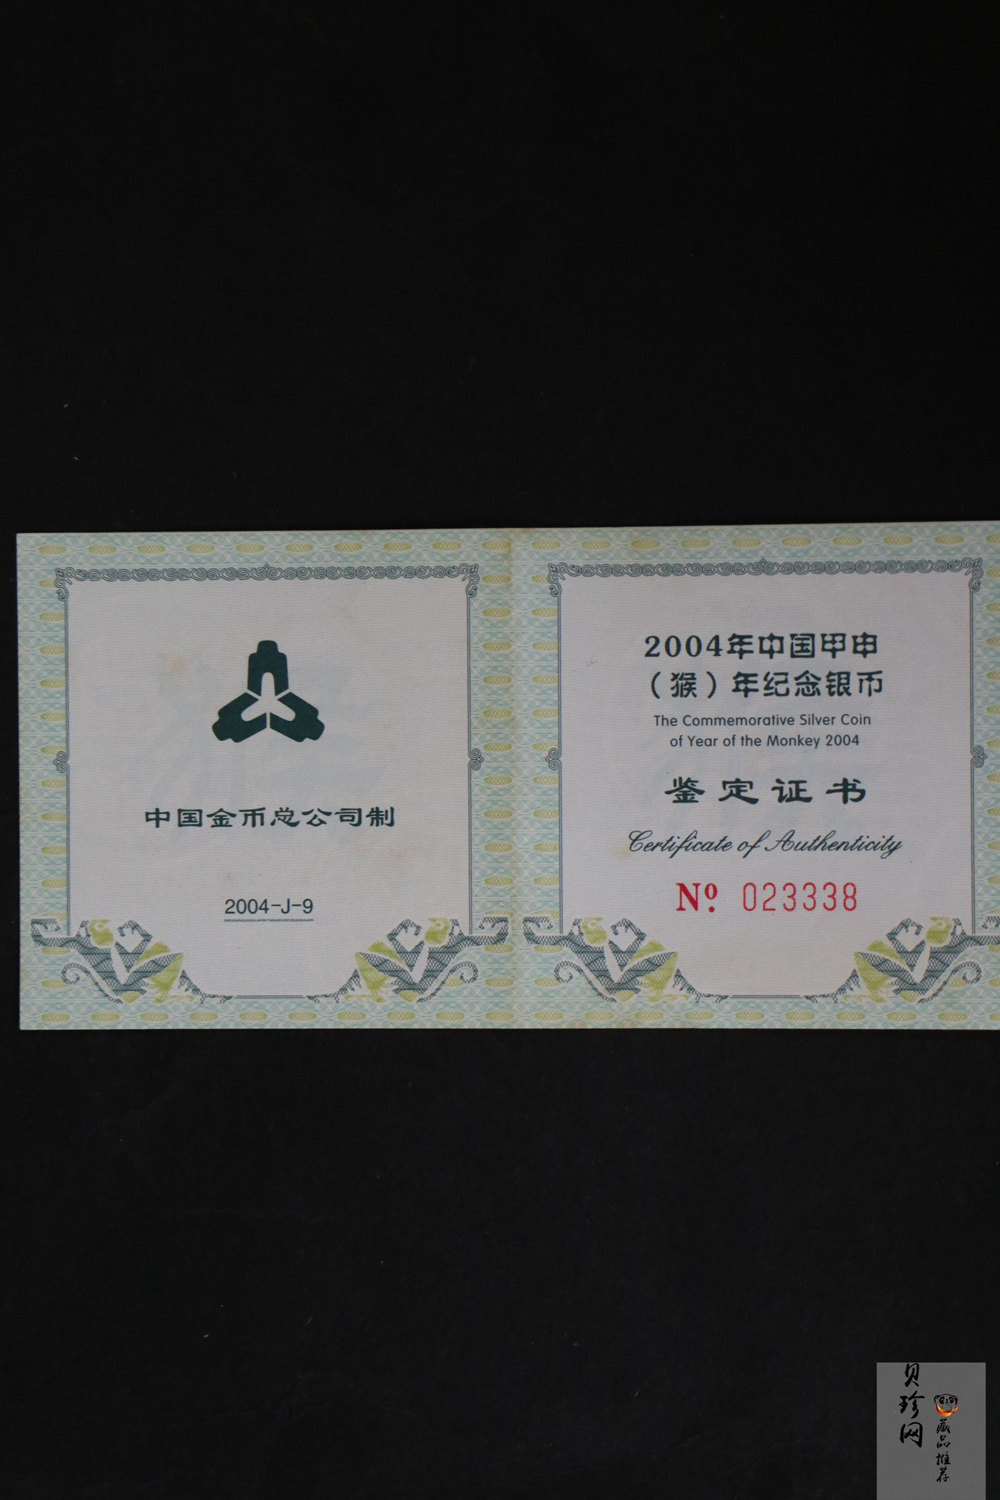 中国金币总公司制
2004-J-9
2004年中国甲申
（猴）年纪念银币
The Commemorative Silver Coin
of Year of the Monkey 2004
鉴定证书
Certificate of Authenticity
Nº. 023338
贝珍网
藏品推荐